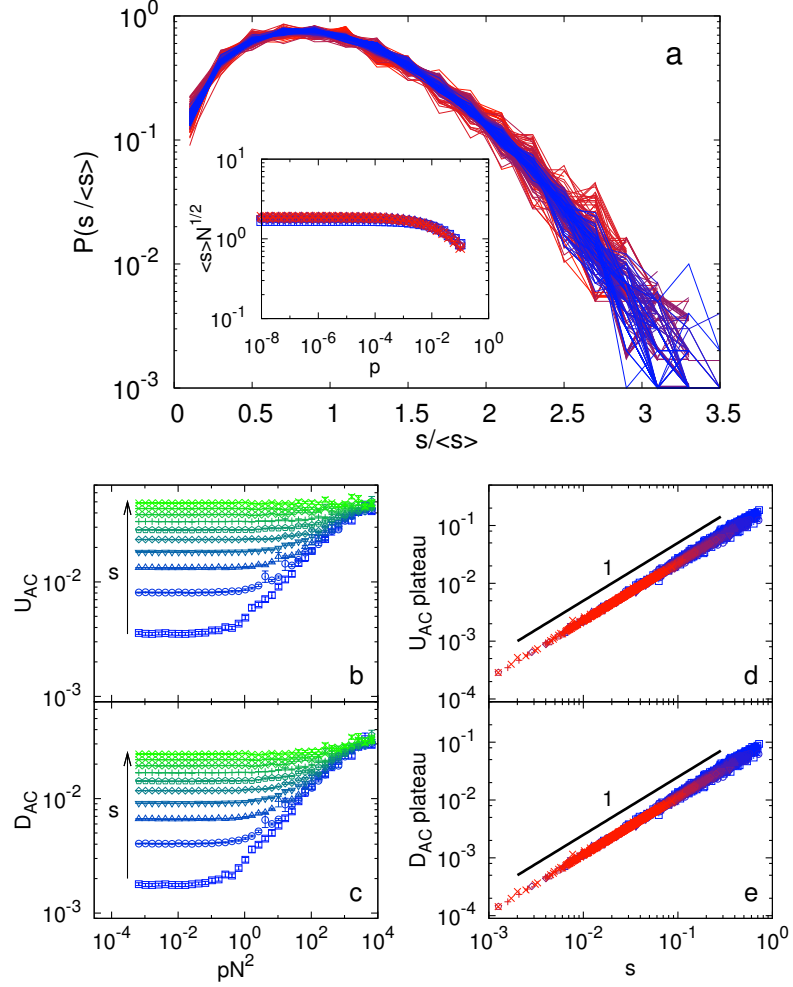 a
P(s /<s>)
10^0
10^-1
10^-2
10^-3
0 0.5 1 1.5 2 2.5 3 3.5
s/<s>
<s>N^1/2
10^1
10^0
10^-1
10^-8 10^-6 10^-4 10^-2 10^0
p
U_AC
10^-2
10^-3
s
b
U_AC plateau
10^-1
10^-2
10^-3
10^-4
1
d
D_AC
10^-2
10^-3
s
c
10^-4 10^-2 10^0 10^2 10^4
pN^2
D_AC plateau
10^-1
10^-2
10^-3
10^-4
1
e
10^-3 10^-2 10^-1 10^0
s